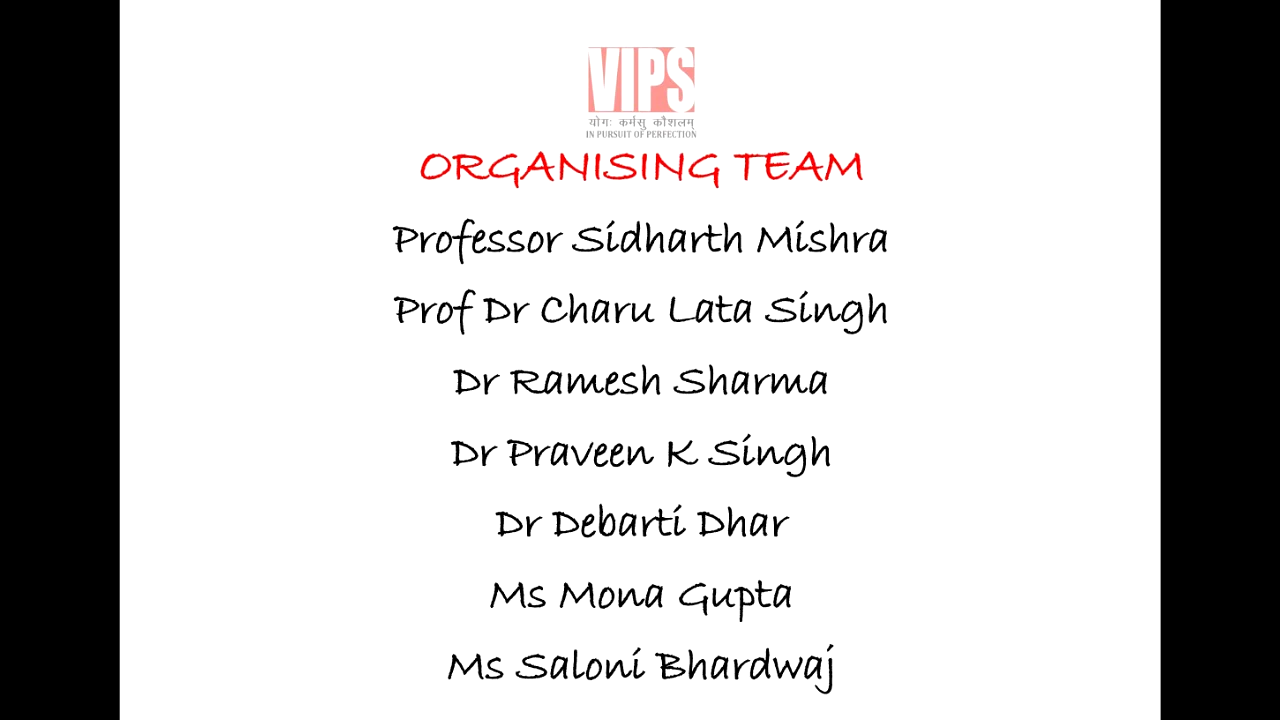 VIPS
योगः कर्मसु कौशलम्
IN PURSUIT OF PERFECTION
ORGANISING TEAM
Professor Sidharth Mishra
Prof Dr Charu Lata Singh
Dr Ramesh Sharma
Dr Praveen K Singh
Dr Debarti Dhar
Ms Mona Gupta
Ms Saloni Bhardwaj